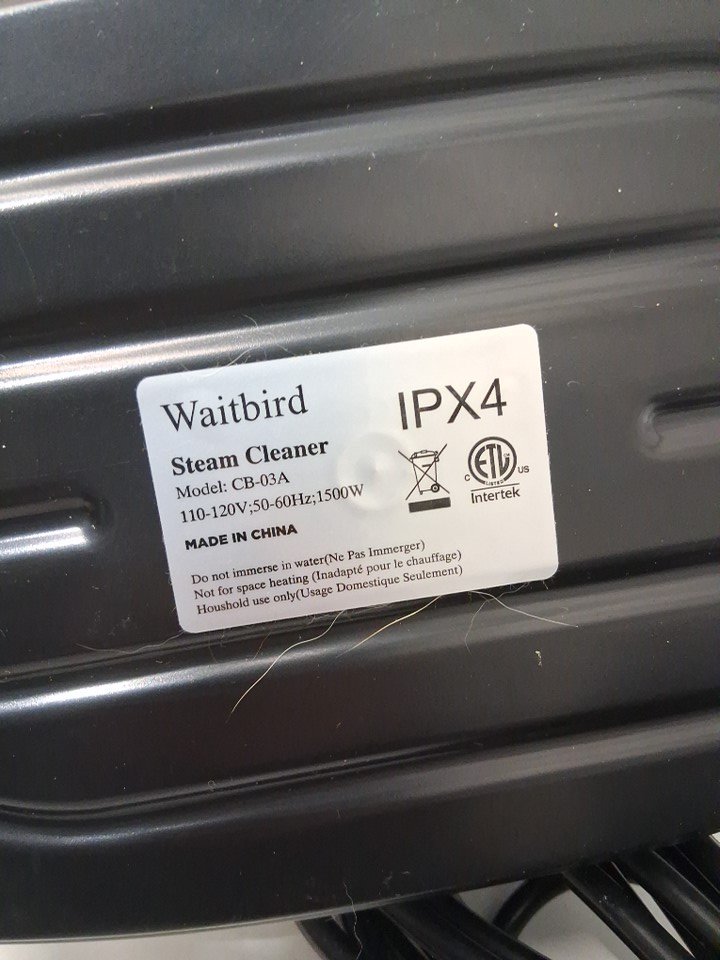 Waitbird
IPX4
Steam Cleaner
Model: CB-03A
110-120V;50-60Hz;1500W
MADE IN CHINA
C ETL US
LISTED
Intertek
Do not immerse in water(Ne Pas Immerger)
Not for space heating (Inadapté pour le chauffage)
Houshold use only(Usage Domestique Seulement)